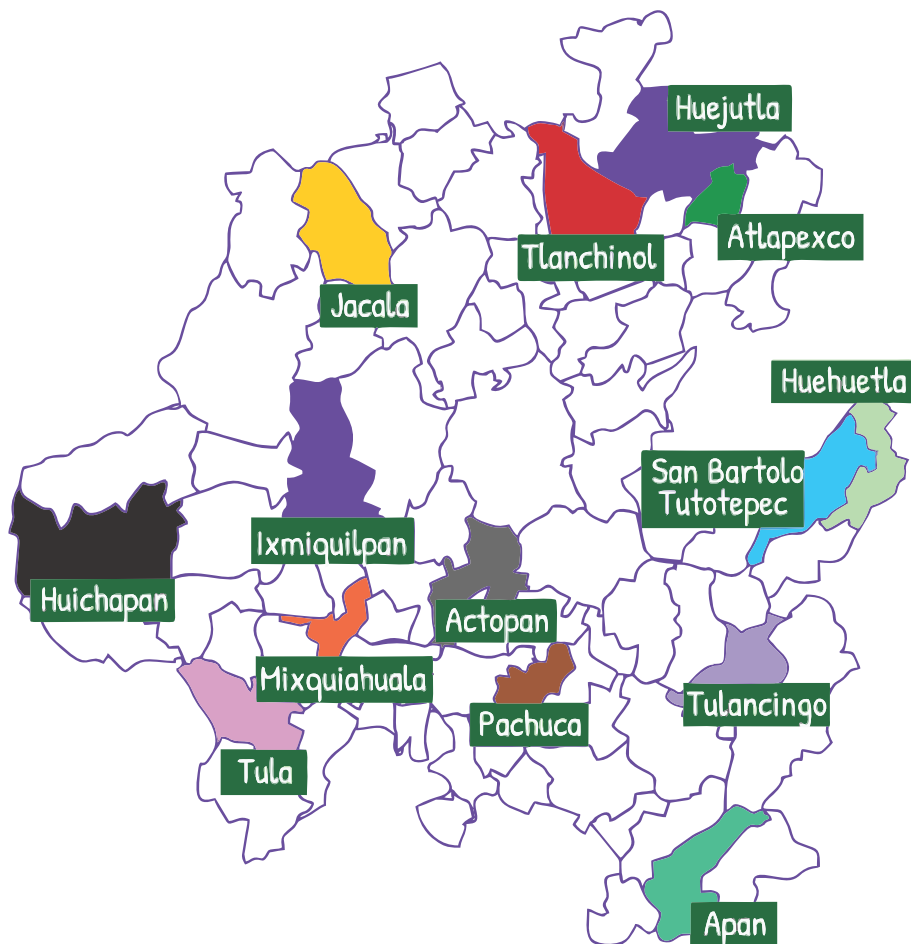 Huejutla
Atlapexco
Tlanchinol
Jacala
Huehuetla
San Bartolo
Tutotepec
Ixmiquilpan
Huichapan
Actopan
Mixquiahuala
Tulancingo
Pachuca
Tula
Apan